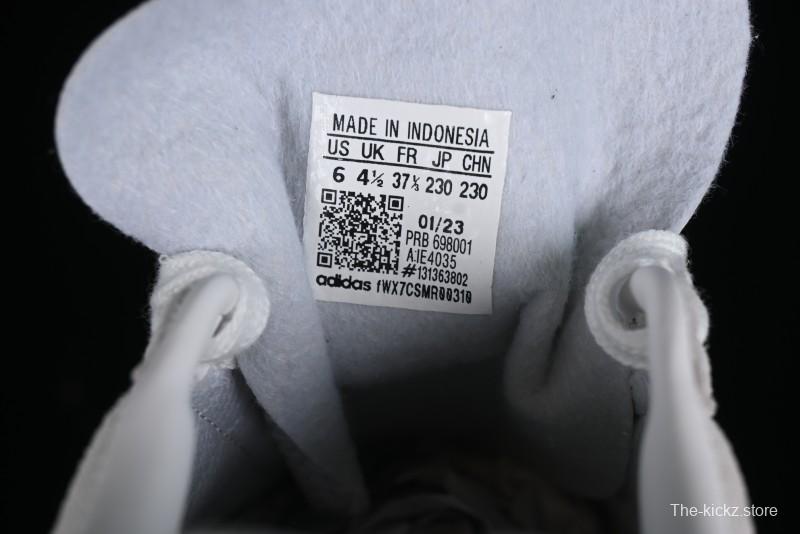 MADE IN INDONESIA
US UK FR JP CHN
6 4½ 37⅓ 230 230
01/23
PRB 698001
A:IE4035
#131363802
adidas fWX7CSMR00310
The-kickz.store